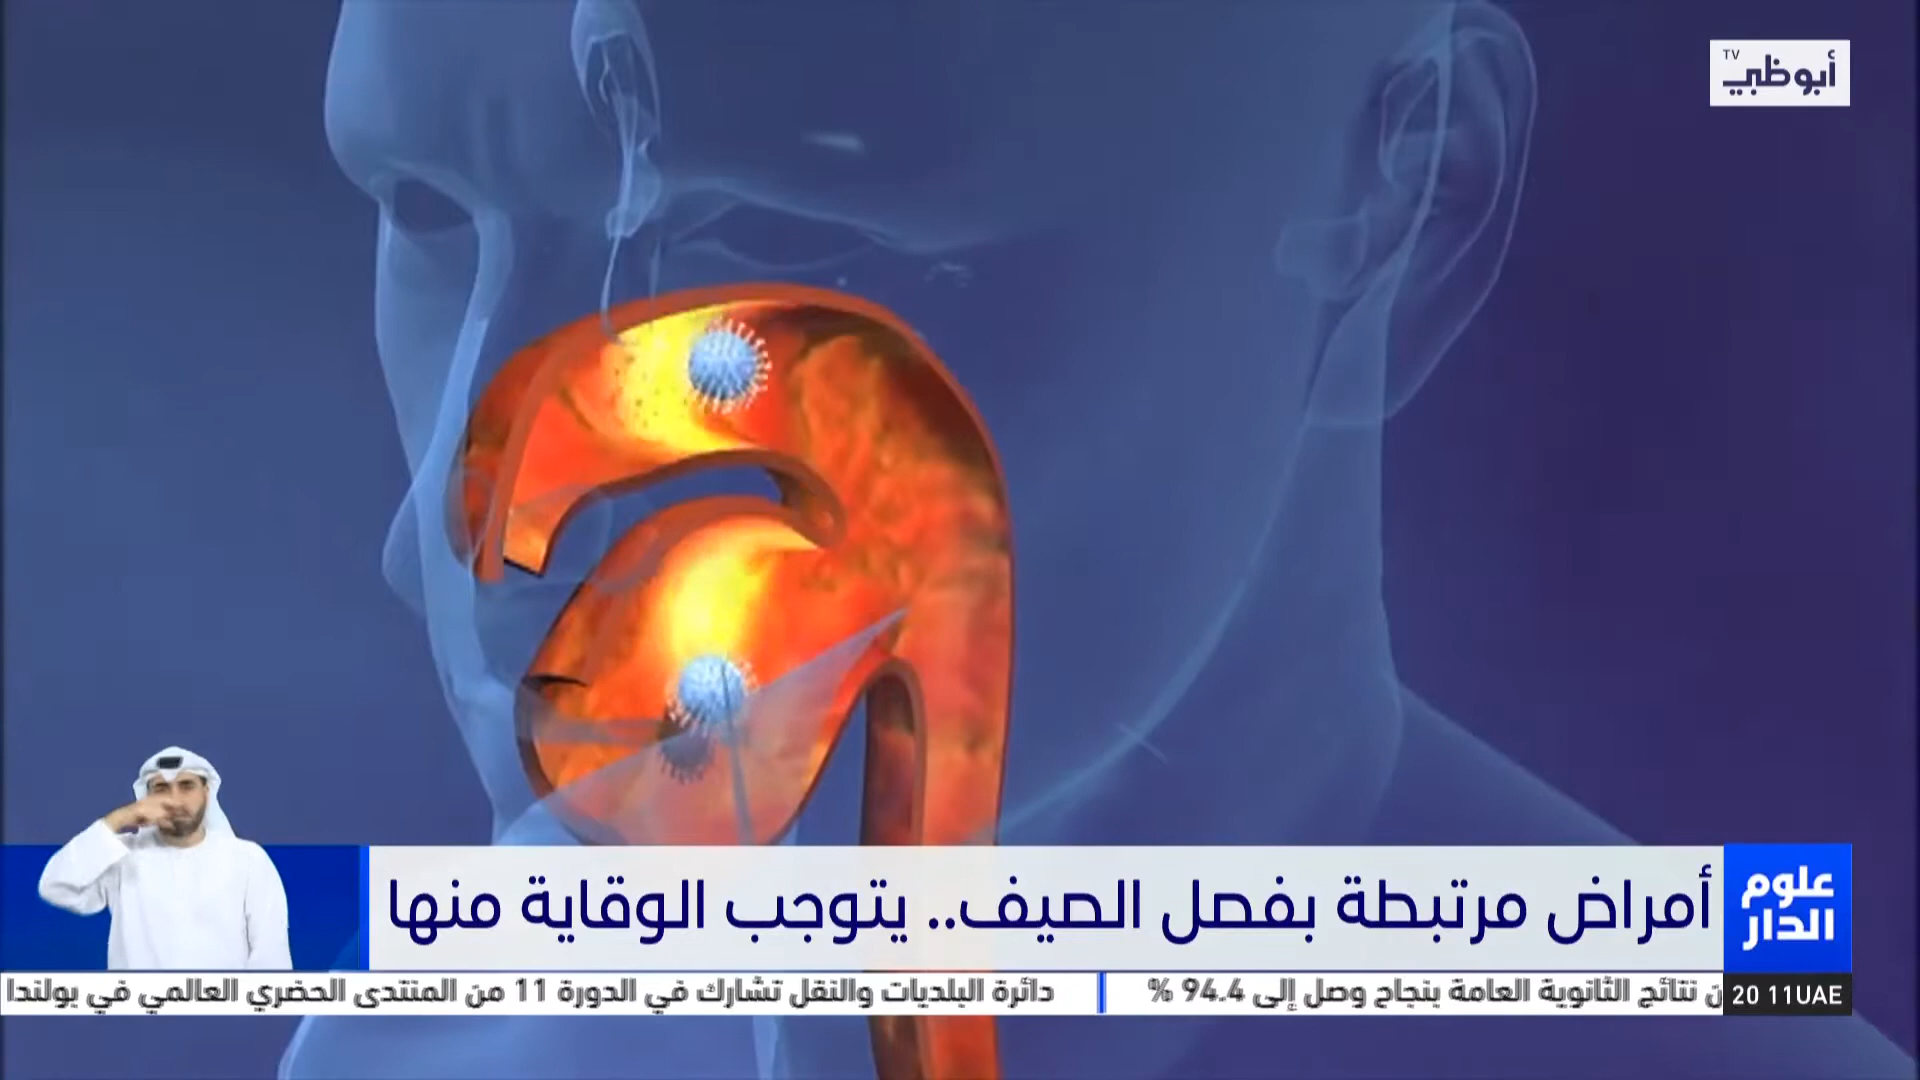 TV
أبوظبي
أمراض مرتبطة بفصل الصيف.. يتوجب الوقاية منها
علوم
الدار
نتائج الثانوية العامة بنجاح وصل إلى 94.4 %
دائرة البلديات والنقل تشارك في الدورة 11 من المنتدى الحضري العالمي في بولندا
20 11UAE